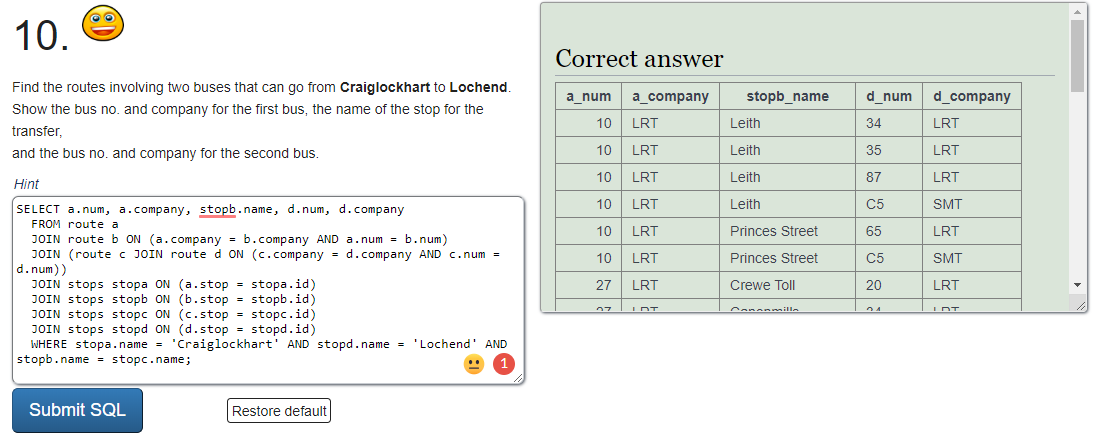 10.
Find the routes involving two buses that can go from Craiglockhart to Lochend.
Show the bus no. and company for the first bus, the name of the stop for the
transfer,
and the bus no. and company for the second bus.
Hint
SELECT a.num, a.company, stopb.name, d.num, d.company
FROM route a
JOIN route b ON (a.company = b.company AND a.num = b.num)
JOIN (route c JOIN route d ON (c.company = d.company AND c.num =
d.num))
JOIN stops stopa ON (a.stop = stopa.id)
JOIN stops stopb ON (b.stop = stopb.id)
JOIN stops stopc ON (c.stop = stopc.id)
JOIN stops stopd ON (d.stop = stopd.id)
WHERE stopa.name = 'Craiglockhart' AND stopd.name = 'Lochend' AND
stopb.name = stopc.name;
1
Submit SQL
Restore default
Correct answer
a_num a_company stopb_name d_num d_company
10 LRT Leith 34 LRT
10 LRT Leith 35 LRT
10 LRT Leith 87 LRT
10 LRT Leith C5 SMT
10 LRT Princes Street 65 LRT
10 LRT Princes Street C5 SMT
27 LRT Crewe Toll 20 LRT